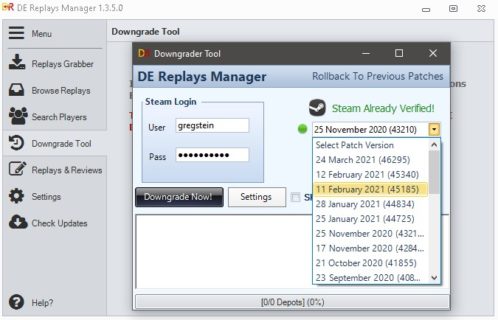 DE Replays Manager 1.3.5.0
Menu
Replays Grabber
Browse Replays
Search Players
Downgrade Tool
Replays & Reviews
Settings
Check Updates
Help?
Downgrade Tool
Downgrader Tool
DE Replays Manager
Rollback To Previous Patches
Steam Login
User gregstein
Pass ••••••••••
Steam Already Verified!
25 November 2020 (43210)
Select Patch Version
24 March 2021 (46295)
12 February 2021 (45340)
11 February 2021 (45185)
28 January 2021 (44834)
25 January 2021 (44725)
25 November 2020 (4321...
17 November 2020 (4284...
21 October 2020 (41855)
23 September 2020 (408...
Downgrade Now!
Settings
[0/0 Depots] (0%)